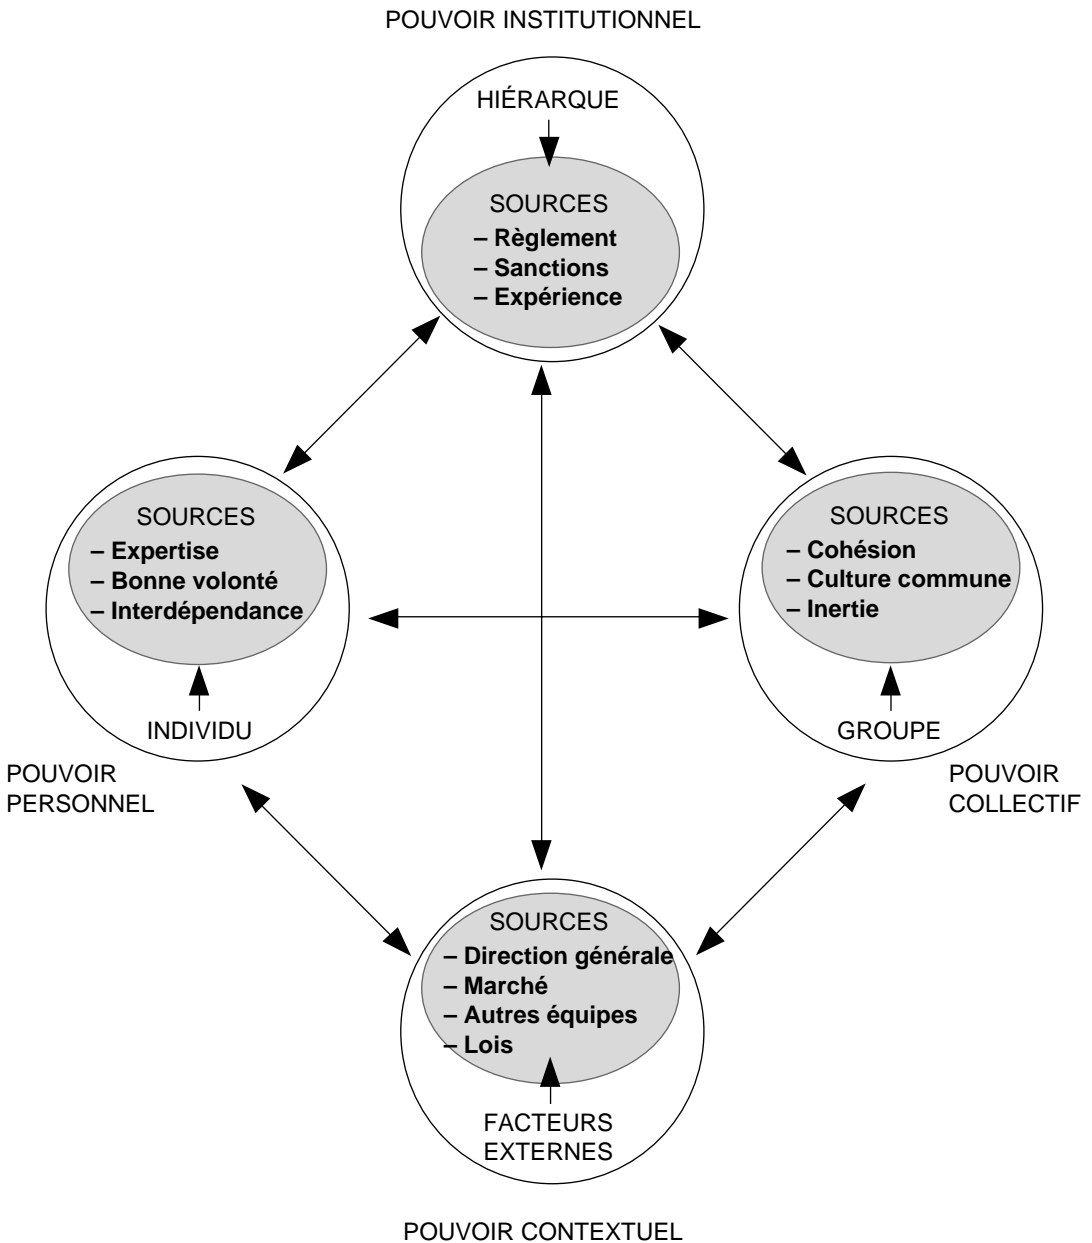 POUVOIR INSTITUTIONNEL
HIÉRARQUE
SOURCES
– Règlement
– Sanctions
– Expérience
SOURCES
– Expertise
– Bonne volonté
– Interdépendance
INDIVIDU
POUVOIR
PERSONNEL
SOURCES
– Cohésion
– Culture commune
– Inertie
GROUPE
POUVOIR
COLLECTIF
SOURCES
– Direction générale
– Marché
– Autres équipes
– Lois
FACTEURS
EXTERNES
POUVOIR CONTEXTUEL